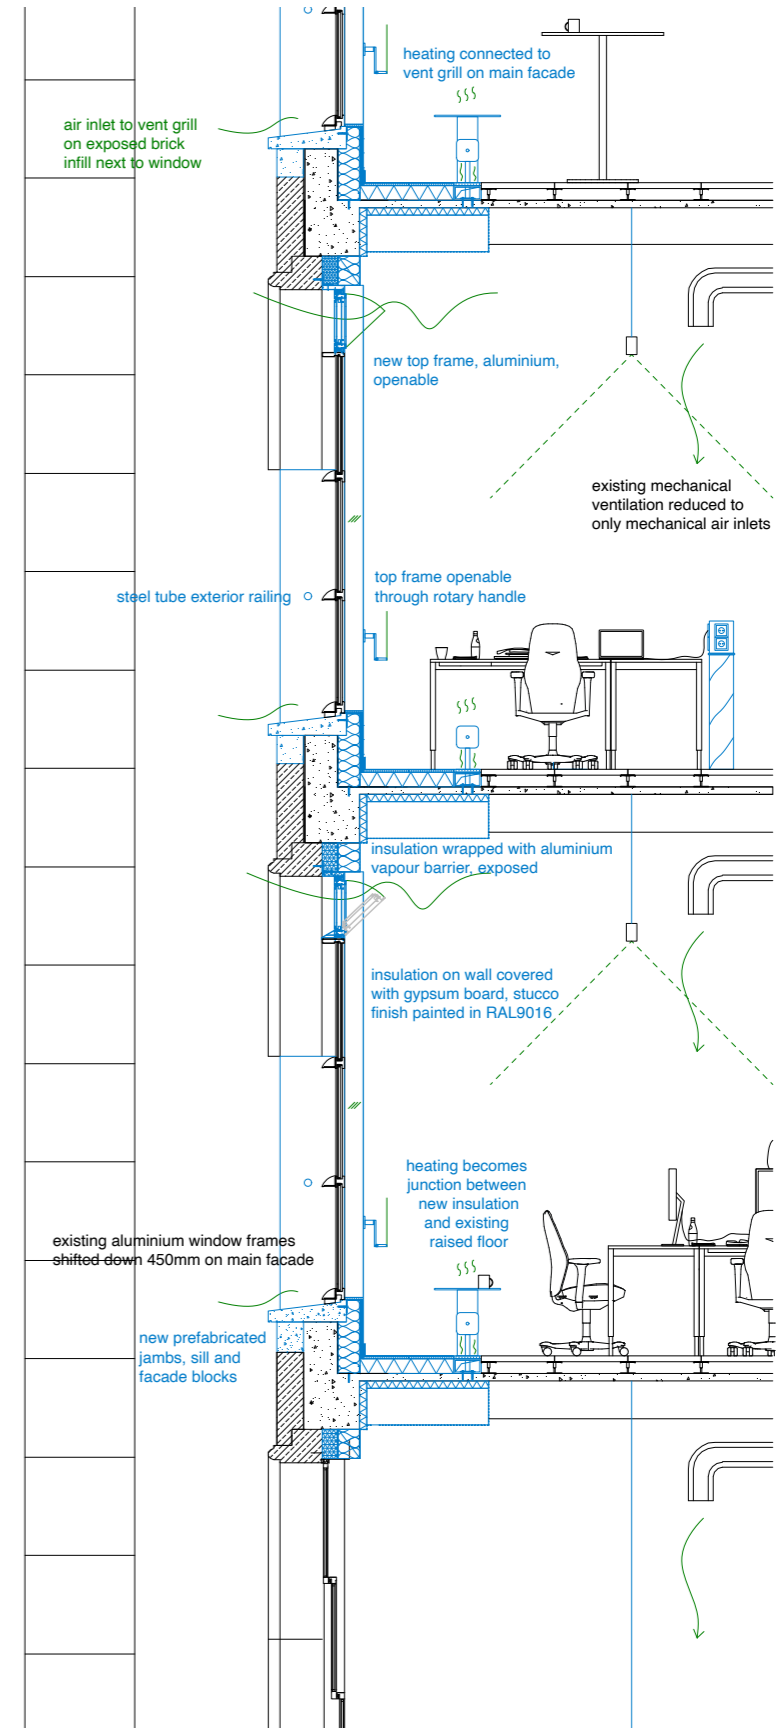 heating connected to
vent grill on main facade
air inlet to vent grill
on exposed brick
infill next to window
new top frame, aluminium,
openable
existing mechanical
ventilation reduced to
only mechanical air inlets
top frame openable
through rotary handle
steel tube exterior railing
insulation wrapped with aluminium
vapour barrier, exposed
insulation on wall covered
with gypsum board, stucco
finish painted in RAL9016
heating becomes
junction between
new insulation
and existing
raised floor
existing aluminium window frames
shifted down 450mm on main facade
new prefabricated
jambs, sill and
facade blocks